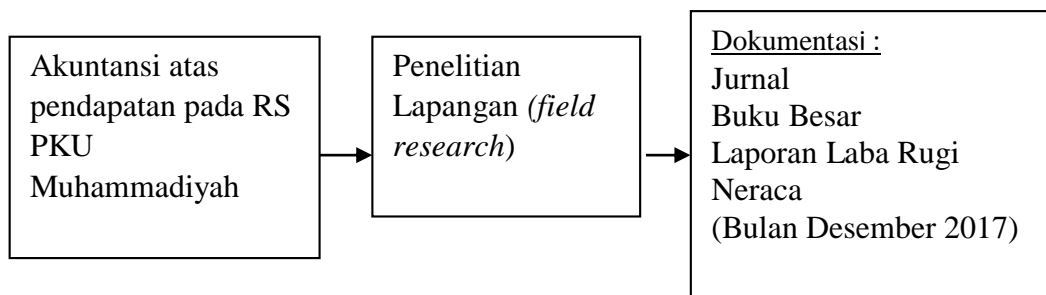 Akuntansi atas
pendapatan pada RS
PKU
Muhammadiyah
Penelitian
Lapangan (field
research)
Dokumentasi :
Jurnal
Buku Besar
Laporan Laba Rugi
Neraca
(Bulan Desember 2017)